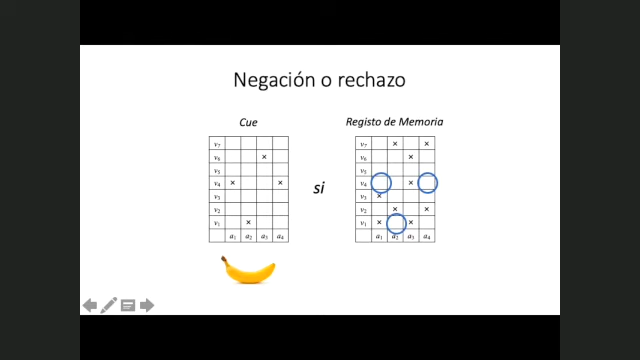 Negación o rechazo
Cue
Registo de Memoria
v7 × ×
v6 × v6 ×
v5 v5
v4 × × si v4 ×
v3 v3 ×
v2 v2 × ×
v1 × v1 × ×
a1 a2 a3 a4 a1 a2 a3 a4